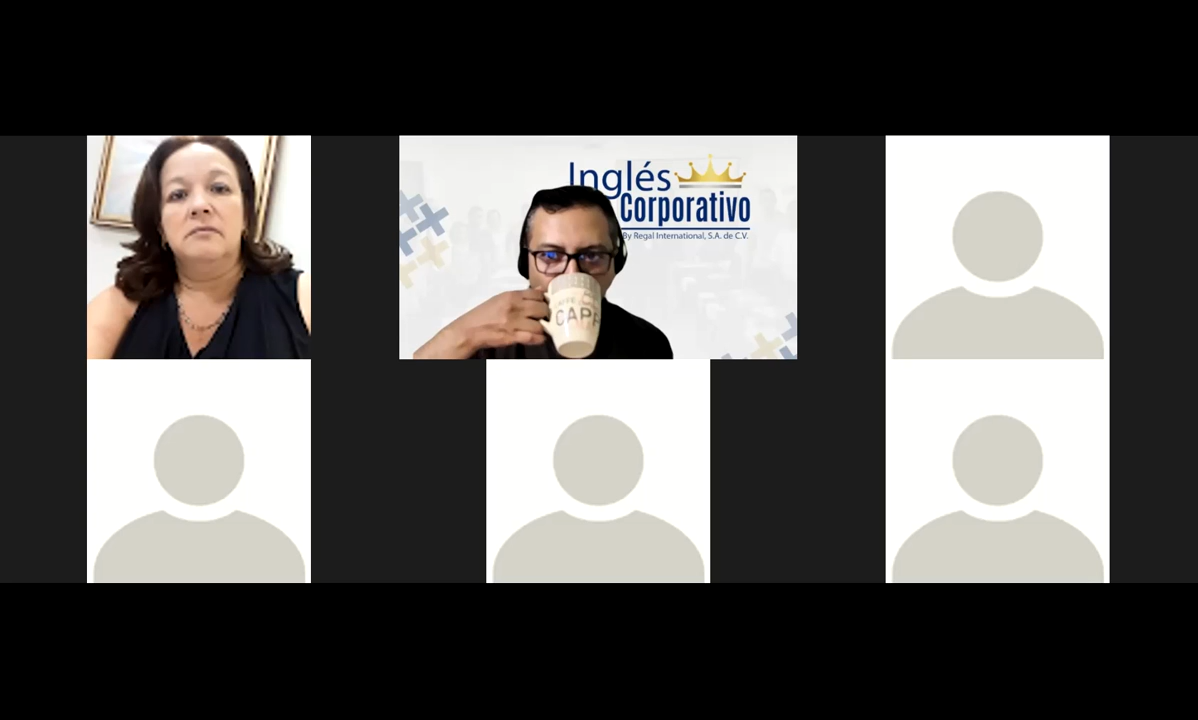 Inglés
Corporativo
By Regal International, S.A. de C.V.
CAPP